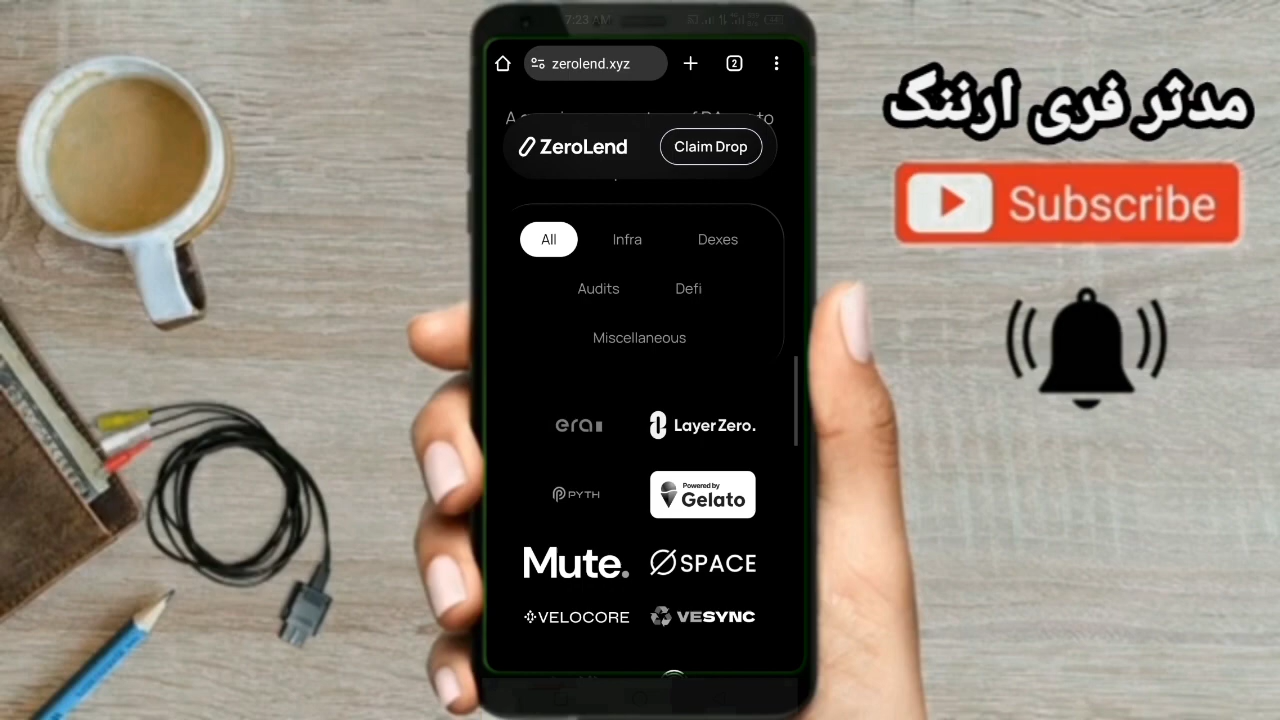 7:23 AM
zerolend.xyz
2
ZeroLend
Claim Drop
All
Infra
Dexes
Audits
Defi
Miscellaneous
era
LayerZero.
PYTH
Powered by
Gelato
Mute.
SPACE
VELOCORE
VESYNC
مدثر فری ارننگ
Subscribe